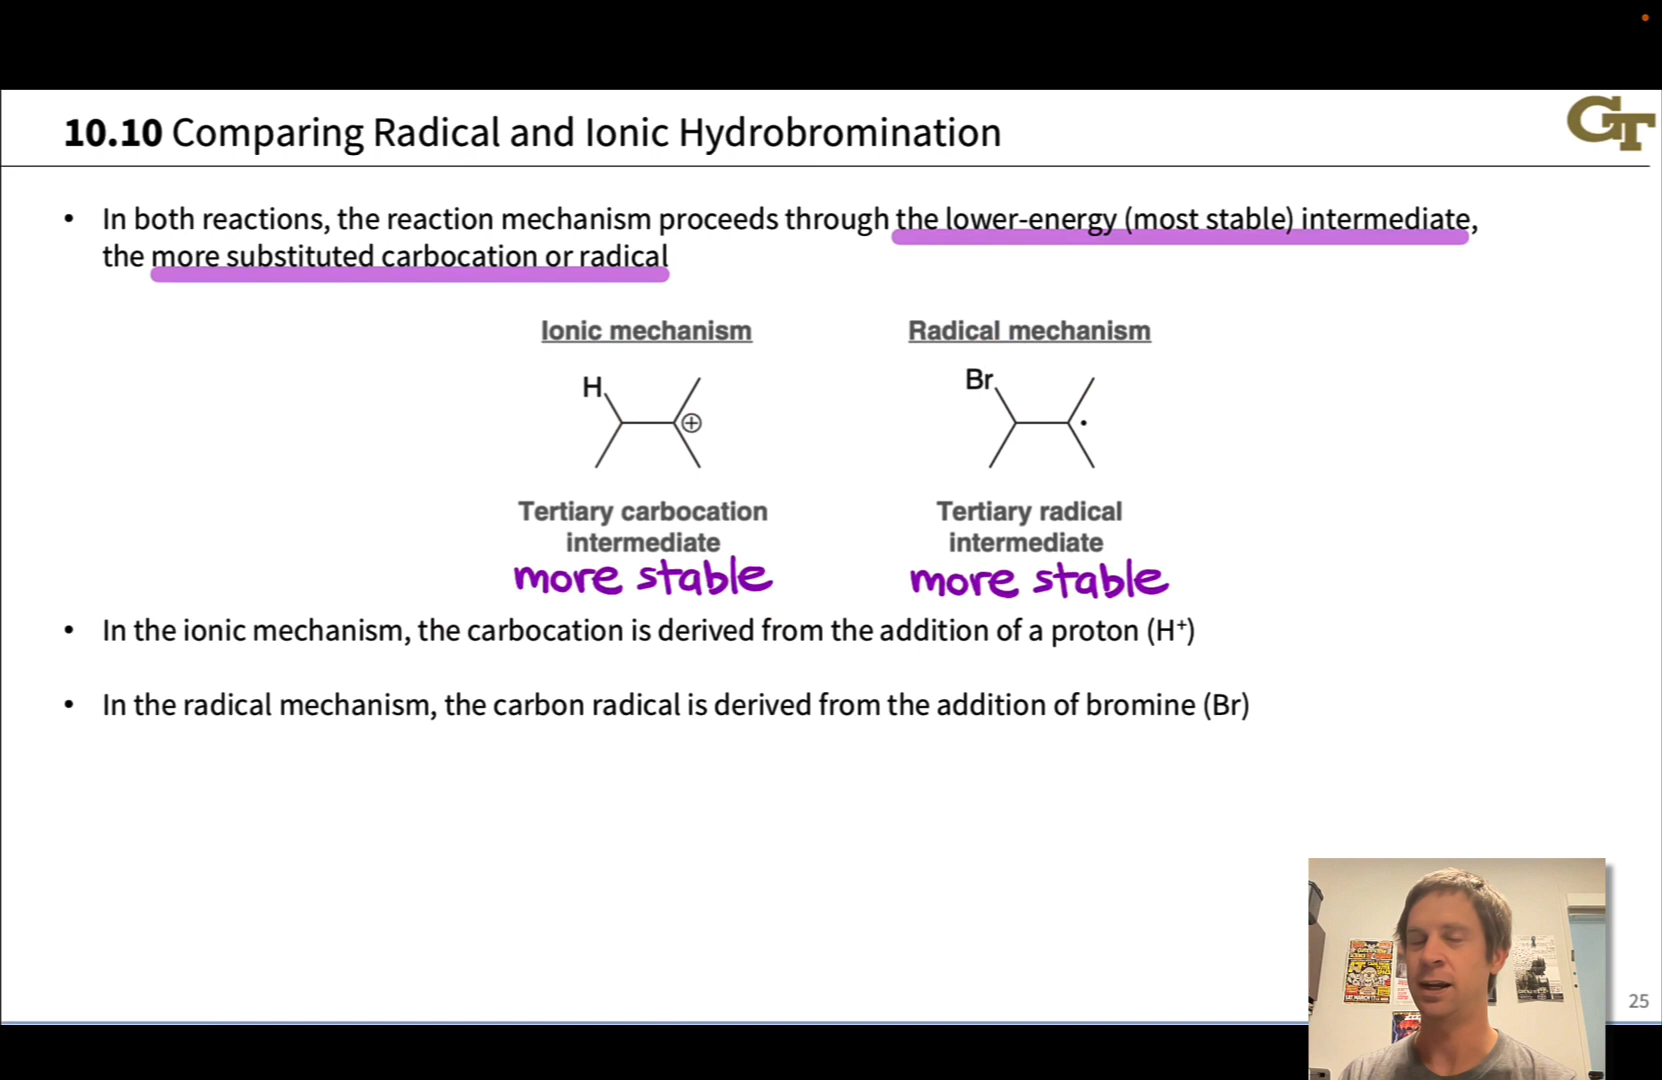 GT
10.10 Comparing Radical and Ionic Hydrobromination
• In both reactions, the reaction mechanism proceeds through the lower-energy (most stable) intermediate,
the more substituted carbocation or radical
Ionic mechanism
H
⊕
Tertiary carbocation
intermediate
more stable
Radical mechanism
Br
Tertiary radical
intermediate
more stable
• In the ionic mechanism, the carbocation is derived from the addition of a proton (H⁺)
• In the radical mechanism, the carbon radical is derived from the addition of bromine (Br)
25